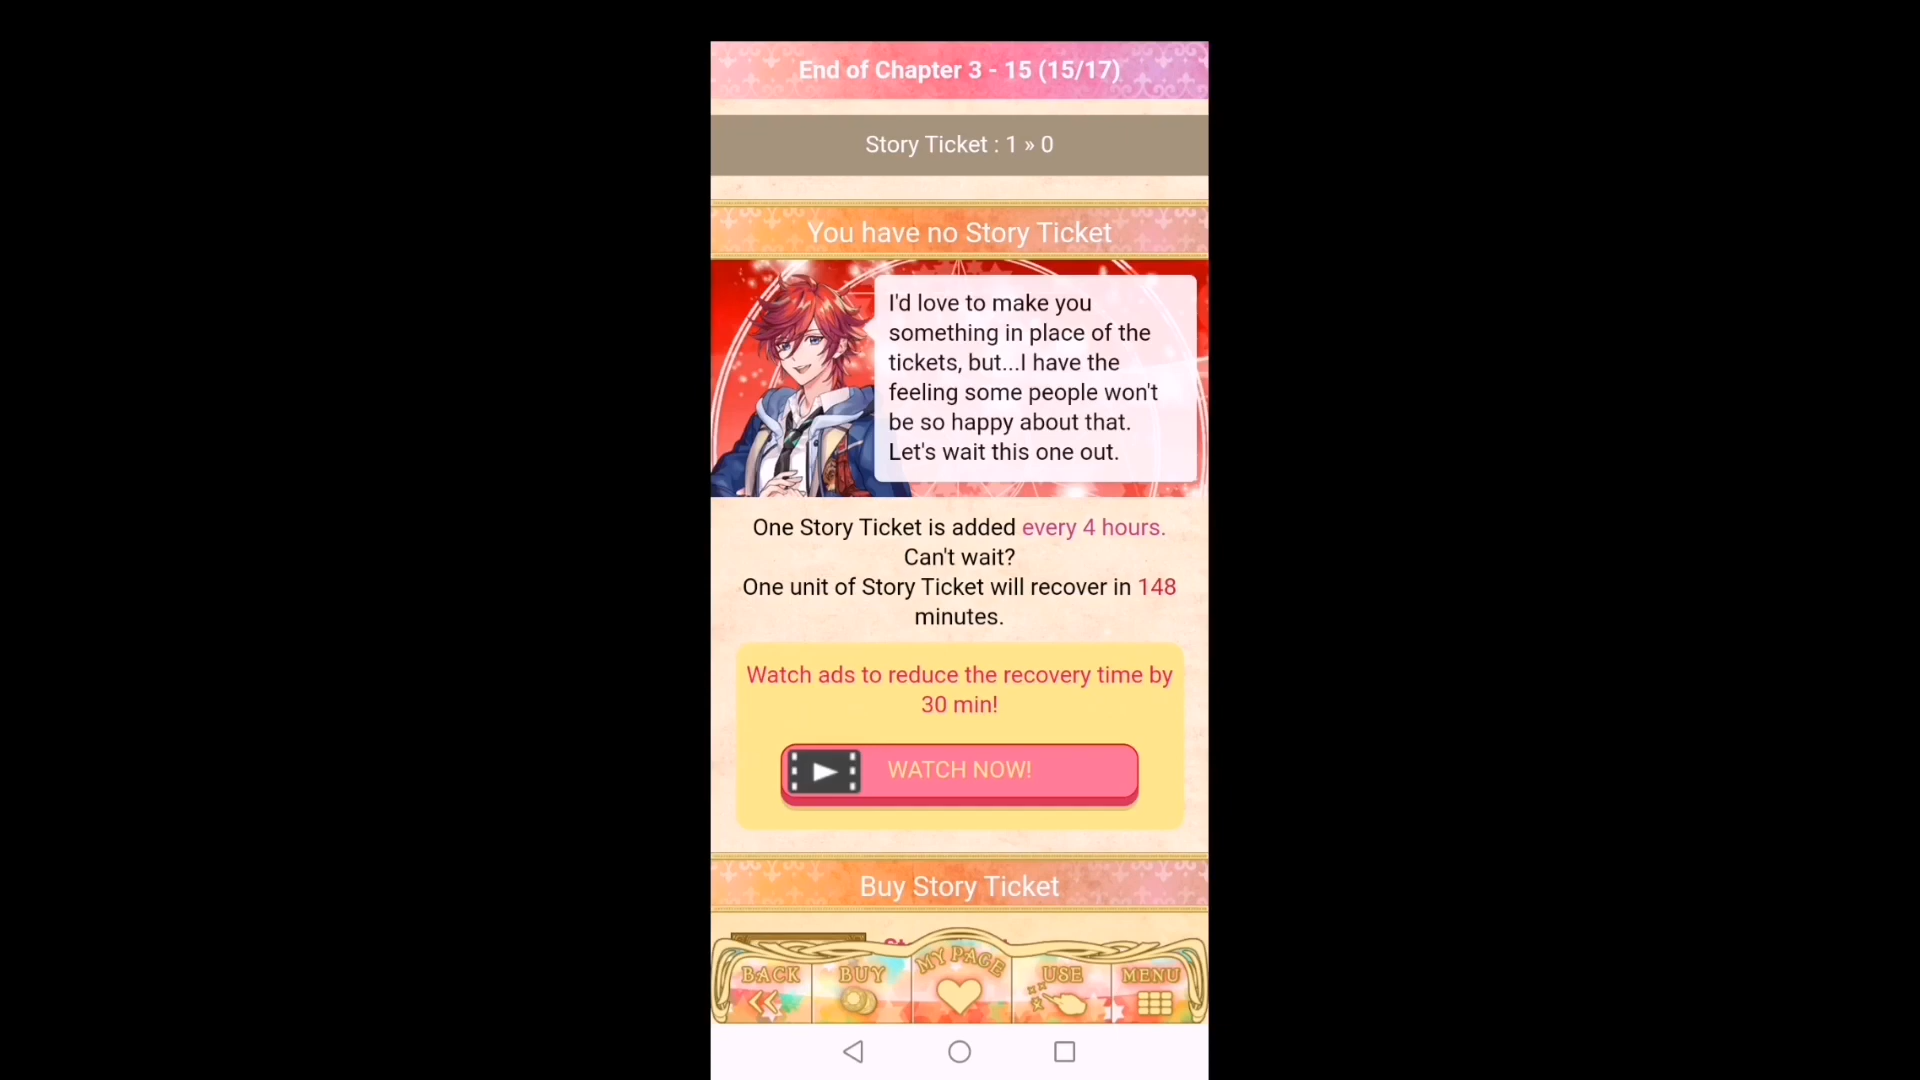 End of Chapter 3 - 15 (15/17)
Story Ticket : 1 » 0
You have no Story Ticket
I'd love to make you
something in place of the
tickets, but...I have the
feeling some people won't
be so happy about that.
Let's wait this one out.
One Story Ticket is added every 4 hours.
Can't wait?
One unit of Story Ticket will recover in 148
minutes.
Watch ads to reduce the recovery time by
30 min!
WATCH NOW!
Buy Story Ticket
BACK
BUY
MY PAGE
USE
MENU